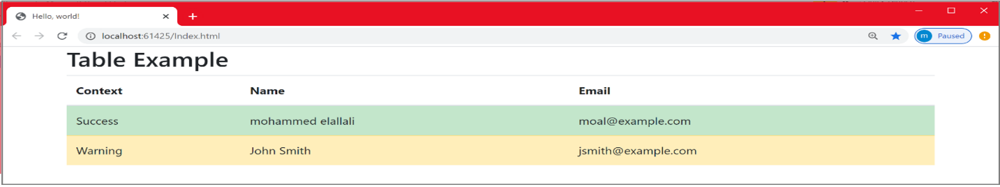 Hello, world!
localhost:61425/Index.html
m Paused
Table Example
Context Name Email
Success mohammed elallali moal@example.com
Warning John Smith jsmith@example.com